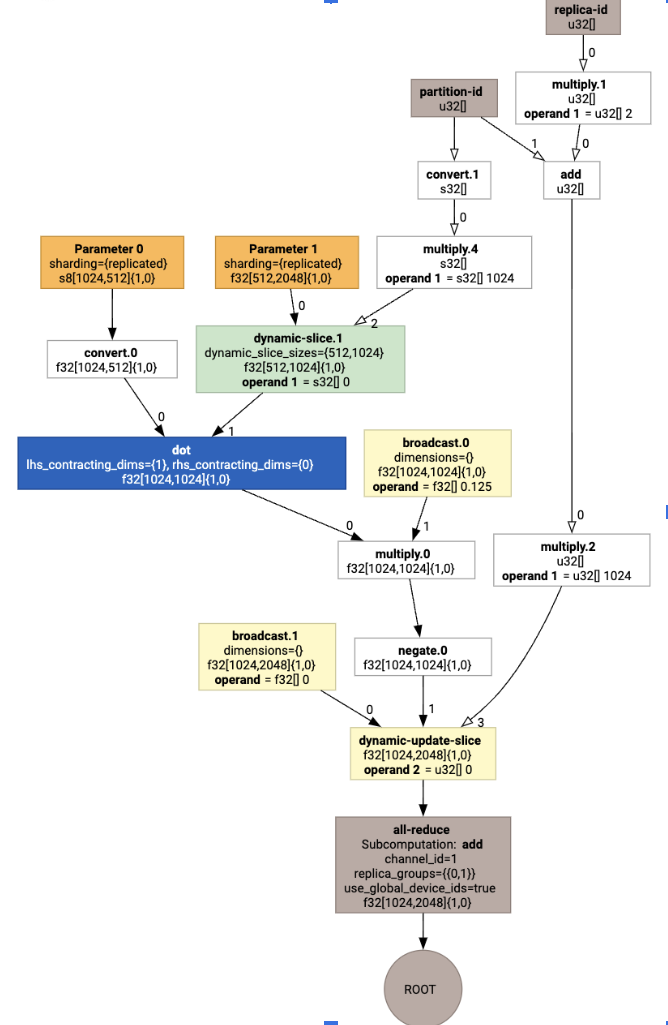 replica-id
u32[]
0
multiply.1
u32[]
operand 1 = u32[] 2
partition-id
u32[]
1
0
convert.1
s32[]
add
u32[]
0
Parameter 0
sharding={replicated}
s8[1024,512]{1,0}
Parameter 1
sharding={replicated}
f32[512,2048]{1,0}
multiply.4
s32[]
operand 1 = s32[] 1024
0
2
dynamic-slice.1
dynamic_slice_sizes={512,1024}
f32[512,1024]{1,0}
operand 1 = s32[] 0
convert.0
f32[1024,512]{1,0}
0
1
dot
lhs_contracting_dims={1}, rhs_contracting_dims={0}
f32[1024,1024]{1,0}
broadcast.0
dimensions={}
f32[1024,1024]{1,0}
operand = f32[] 0.125
0
1
0
multiply.0
f32[1024,1024]{1,0}
multiply.2
u32[]
operand 1 = u32[] 1024
broadcast.1
dimensions={}
f32[1024,2048]{1,0}
operand = f32[] 0
negate.0
f32[1024,1024]{1,0}
0
1
3
dynamic-update-slice
f32[1024,2048]{1,0}
operand 2 = u32[] 0
all-reduce
Subcomputation: add
channel_id=1
replica_groups={{0,1}}
use_global_device_ids=true
f32[1024,2048]{1,0}
ROOT